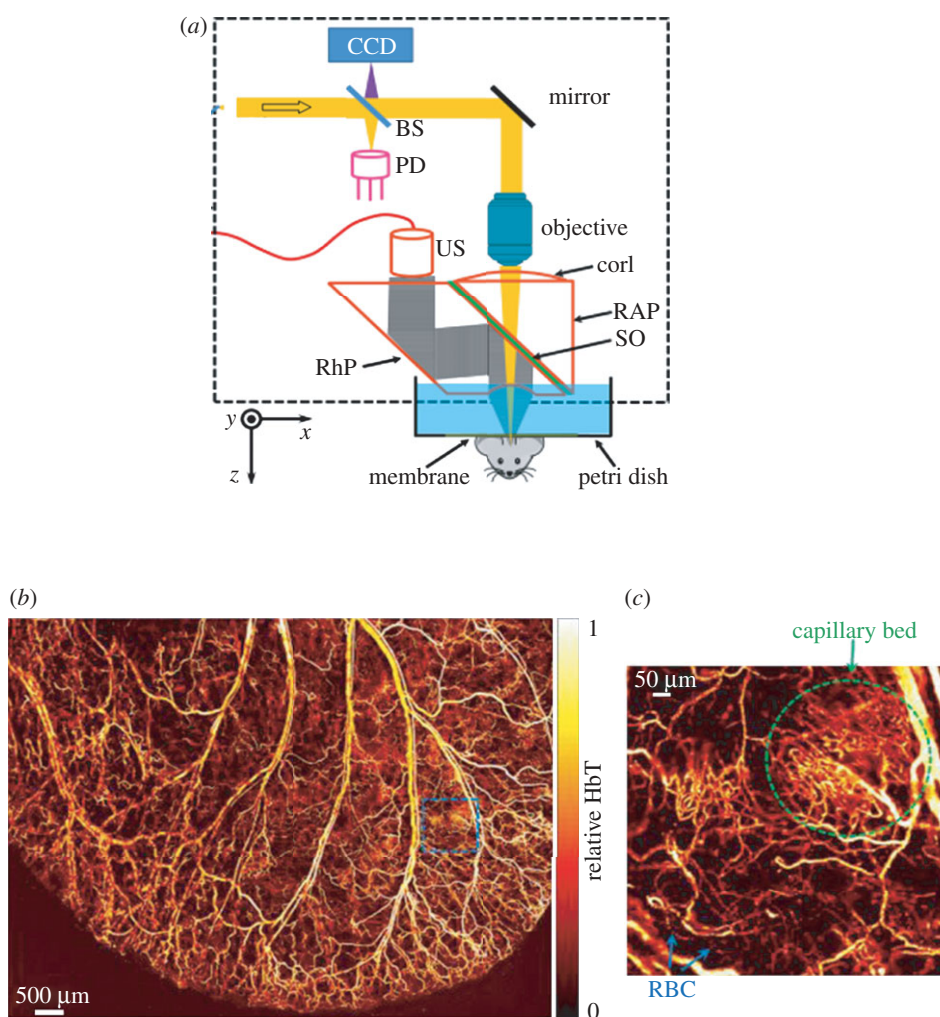 (a)
CCD
mirror
BS
PD
objective
US
corl
RAP
SO
RhP
y
x
z
membrane
petri dish
(b)
1
relative HbT
0
500 µm
(c)
capillary bed
50 µm
RBC